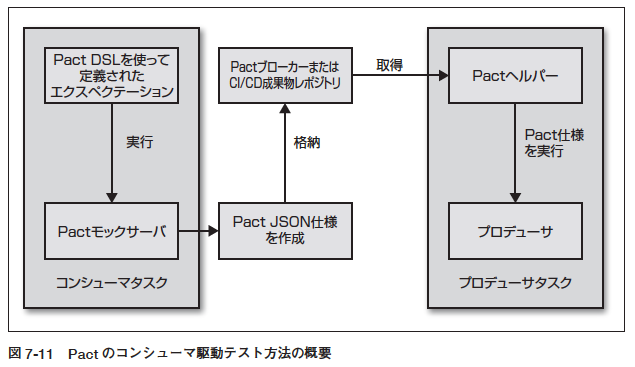 Pact DSLを使って
定義された
エクスペクテーション
実行
Pactモックサーバ
コンシューマタスク
Pactブローカーまたは
CI/CD成果物レポジトリ
格納
Pact JSON仕様
を作成
取得
Pactヘルパー
Pact仕様
を実行
プロデューサ
プロデューサタスク
図 7-11 Pact のコンシューマ駆動テスト方法の概要